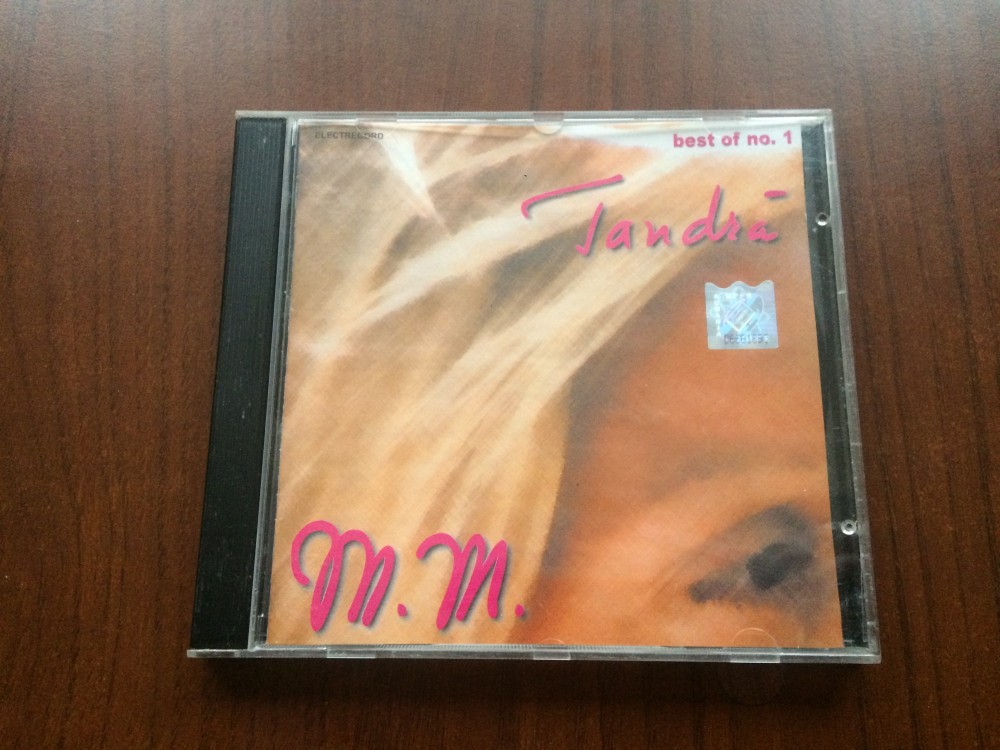 ELECTRECORD
best of no. 1
Tandră
M. M.